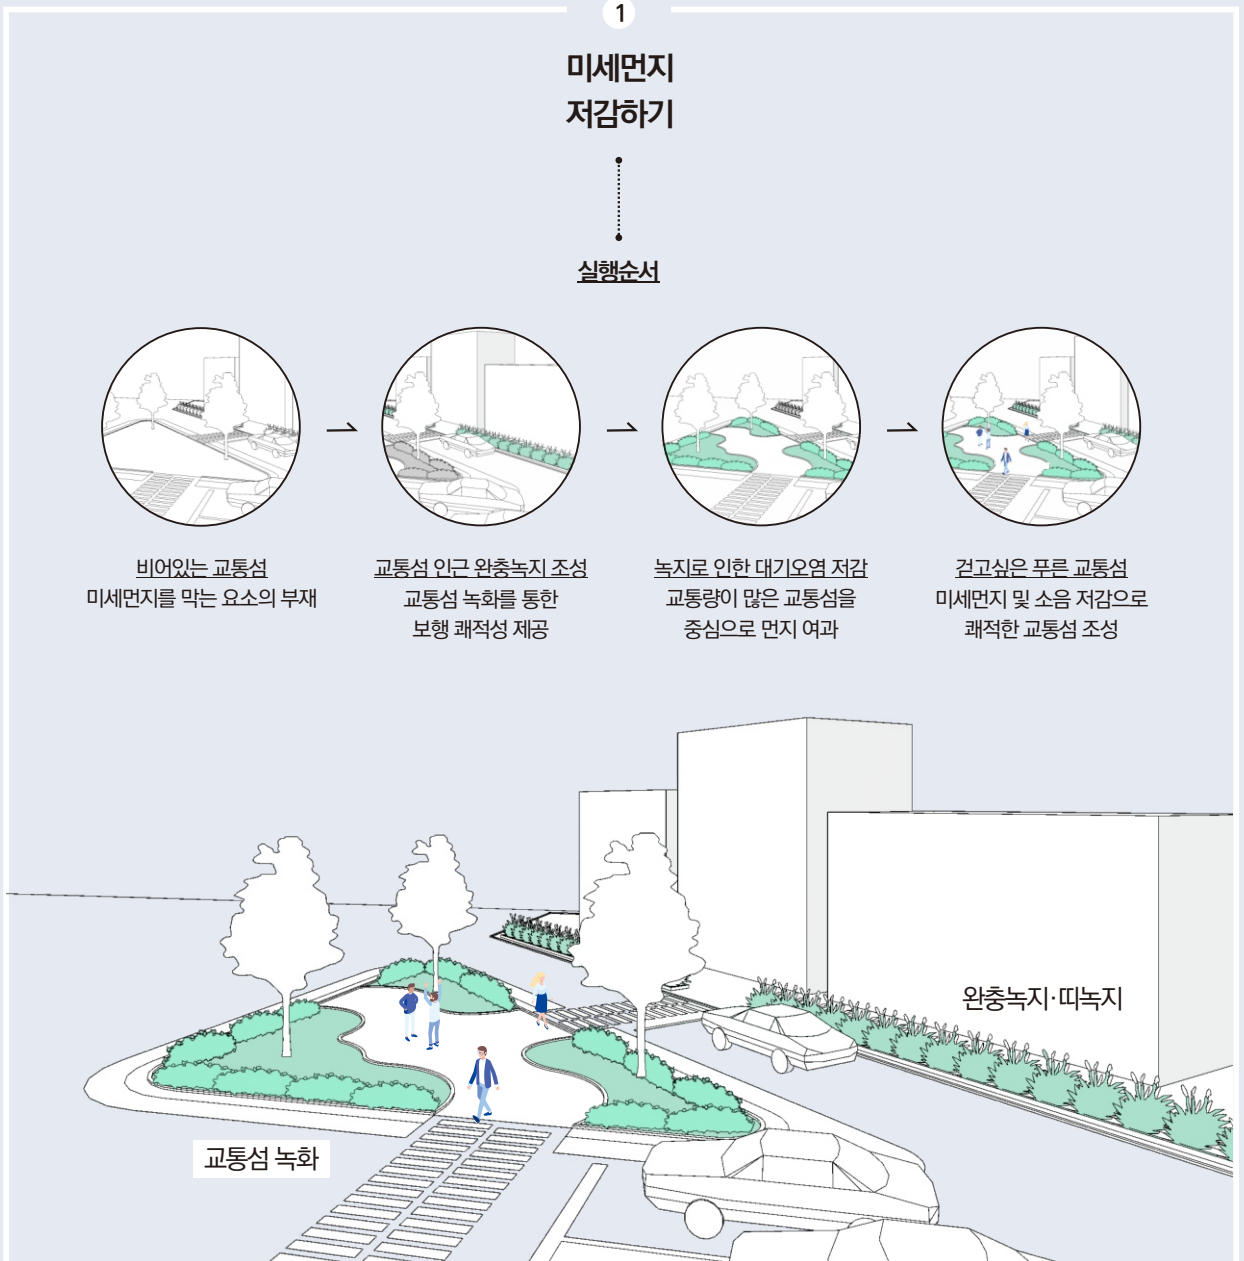 1
미세먼지
저감하기
실행순서
비어있는 교통섬
미세먼지를 막는 요소의 부재
교통섬 인근 완충녹지 조성
교통섬 녹화를 통한
보행 쾌적성 제공
녹지로 인한 대기오염 저감
교통량이 많은 교통섬을
중심으로 먼지 여과
걷고싶은 푸른 교통섬
미세먼지 및 소음 저감으로
쾌적한 교통섬 조성
완충녹지·띠녹지
교통섬 녹화